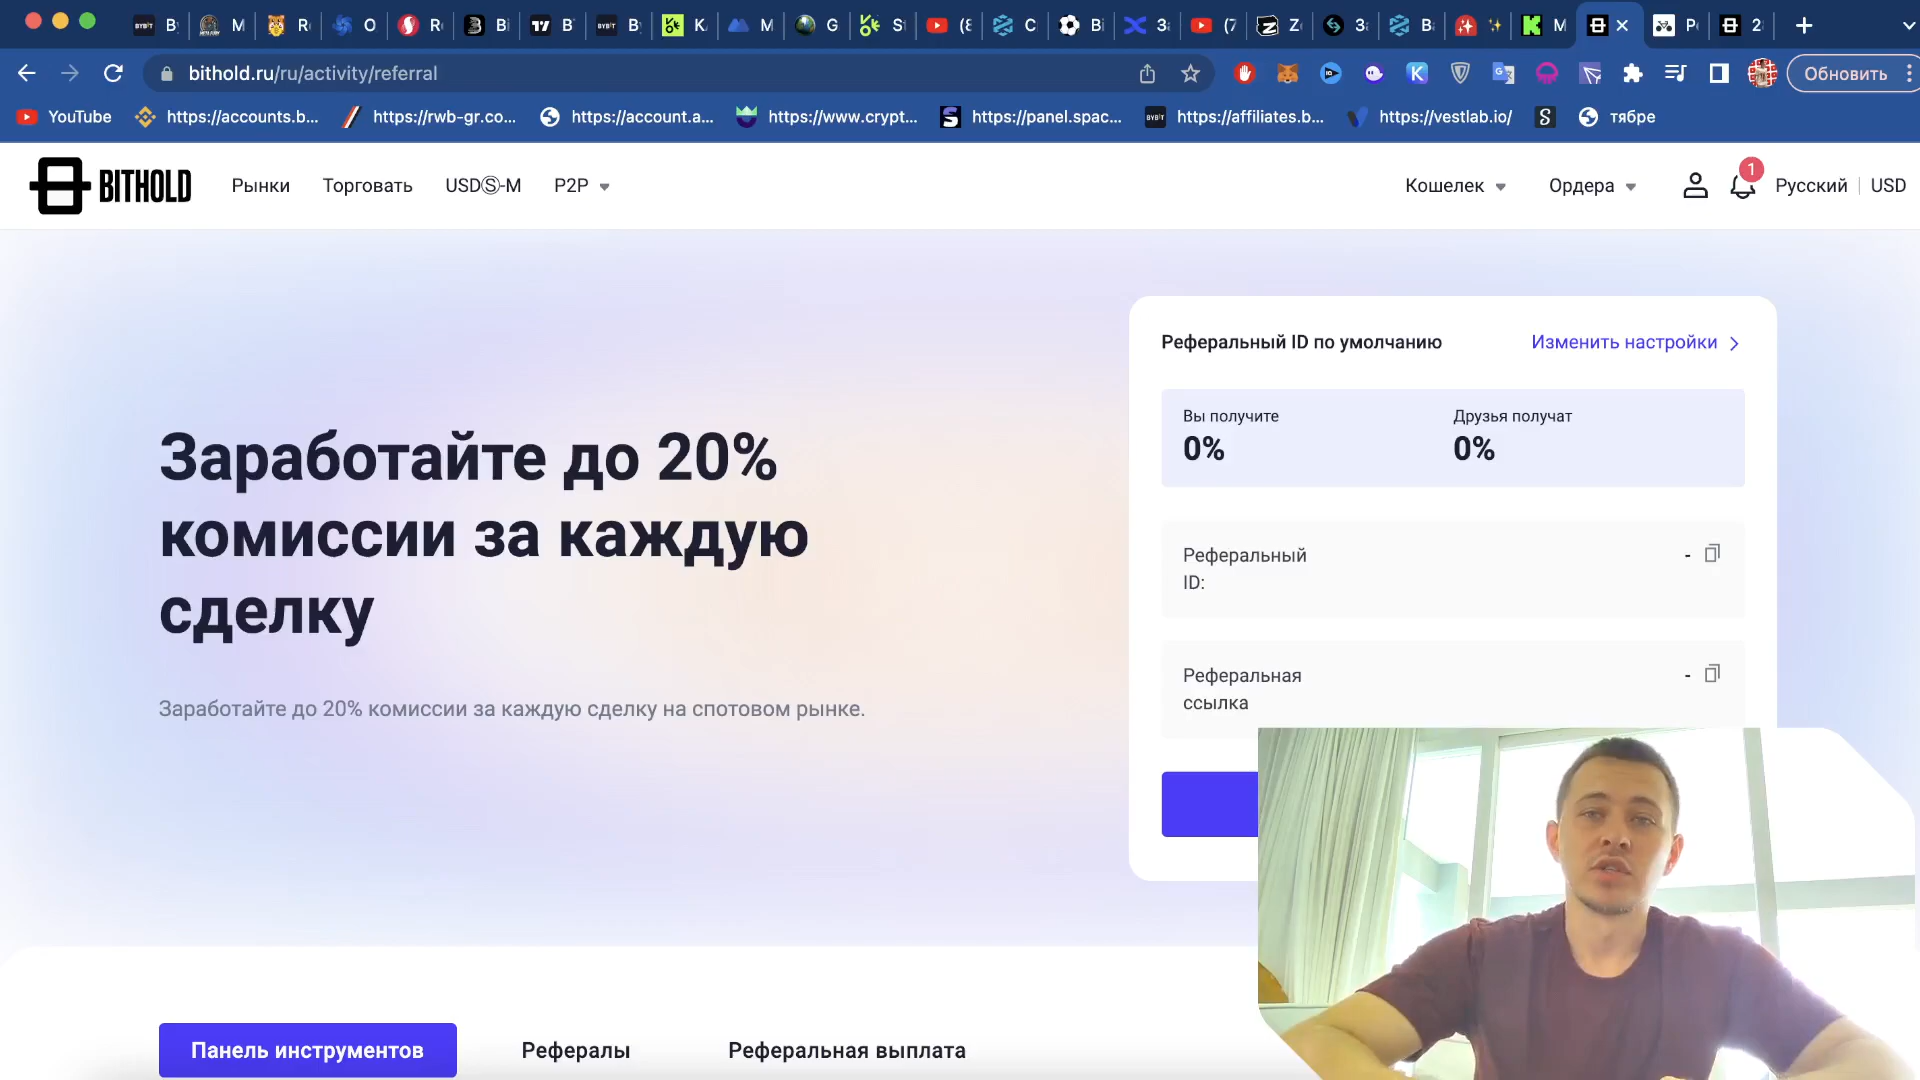 bithold.ru/ru/activity/referral
Обновить
YouTube
https://accounts.b...
https://rwb-gr.co...
https://account.a...
https://www.crypt...
https://panel.spac...
https://affiliates.b...
https://vestlab.io/
тябре
BITHOLD
Рынки
Торговать
USDⓈ-M
P2P
Кошелек
Ордера
1
Русский
USD
Заработайте до 20%
комиссии за каждую
сделку
Заработайте до 20% комиссии за каждую сделку на спотовом рынке.
Реферальный ID по умолчанию
Изменить настройки
Вы получите
Друзья получат
0%
0%
Реферальный
ID:
-
Реферальная
ссылка
-
Панель инструментов
Рефералы
Реферальная выплата